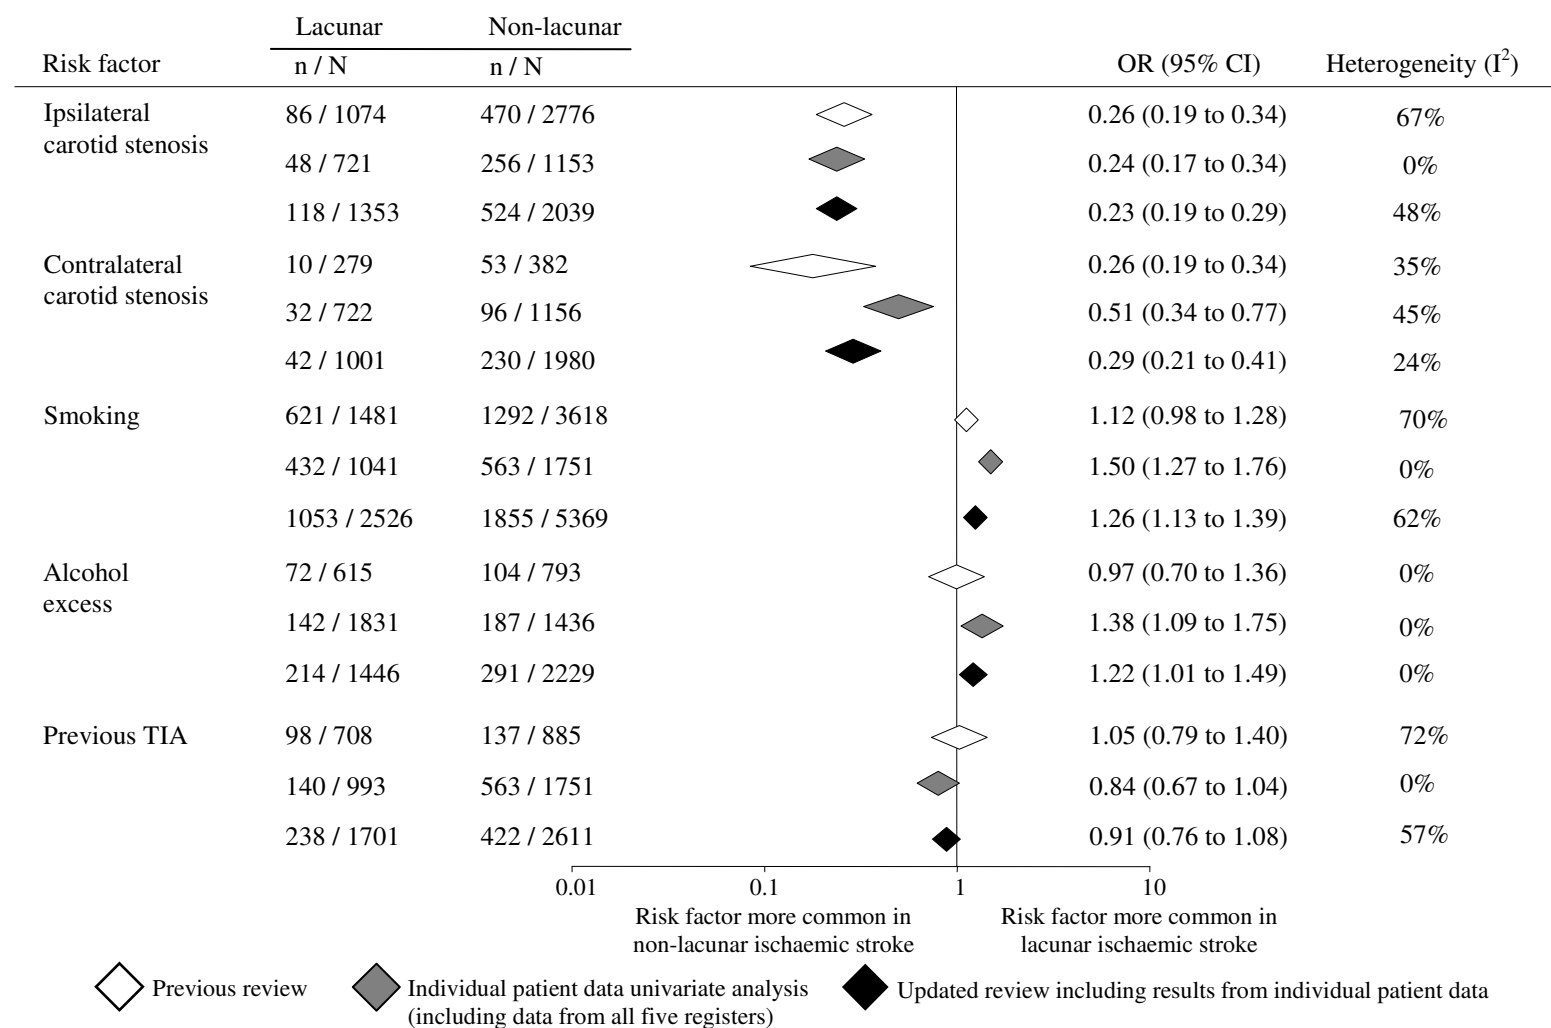 Lacunar Non-lacunar
Risk factor n / N n / N OR (95% CI) Heterogeneity (I²)
Ipsilateral 86 / 1074 470 / 2776 0.26 (0.19 to 0.34) 67%
carotid stenosis
48 / 721 256 / 1153 0.24 (0.17 to 0.34) 0%
118 / 1353 524 / 2039 0.23 (0.19 to 0.29) 48%
Contralateral 10 / 279 53 / 382 0.26 (0.19 to 0.34) 35%
carotid stenosis
32 / 722 96 / 1156 0.51 (0.34 to 0.77) 45%
42 / 1001 230 / 1980 0.29 (0.21 to 0.41) 24%
Smoking 621 / 1481 1292 / 3618 1.12 (0.98 to 1.28) 70%
432 / 1041 563 / 1751 1.50 (1.27 to 1.76) 0%
1053 / 2526 1855 / 5369 1.26 (1.13 to 1.39) 62%
Alcohol 72 / 615 104 / 793 0.97 (0.70 to 1.36) 0%
excess
142 / 1831 187 / 1436 1.38 (1.09 to 1.75) 0%
214 / 1446 291 / 2229 1.22 (1.01 to 1.49) 0%
Previous TIA 98 / 708 137 / 885 1.05 (0.79 to 1.40) 72%
140 / 993 563 / 1751 0.84 (0.67 to 1.04) 0%
238 / 1701 422 / 2611 0.91 (0.76 to 1.08) 57%
0.01 0.1 1 10
Risk factor more common in Risk factor more common in
non-lacunar ischaemic stroke lacunar ischaemic stroke
Previous review Individual patient data univariate analysis Updated review including results from individual patient data
(including data from all five registers)